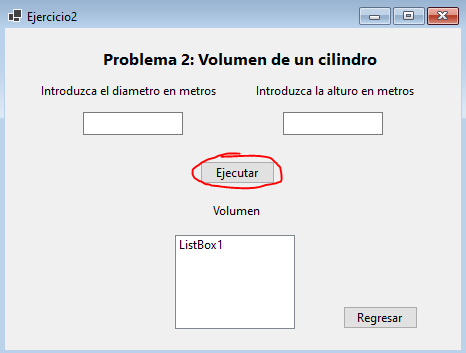 Ejercicio2
Problema 2: Volumen de un cilindro
Introduzca el diametro en metros
Introduzca la alturo en metros
Ejecutar
Volumen
ListBox1
Regresar